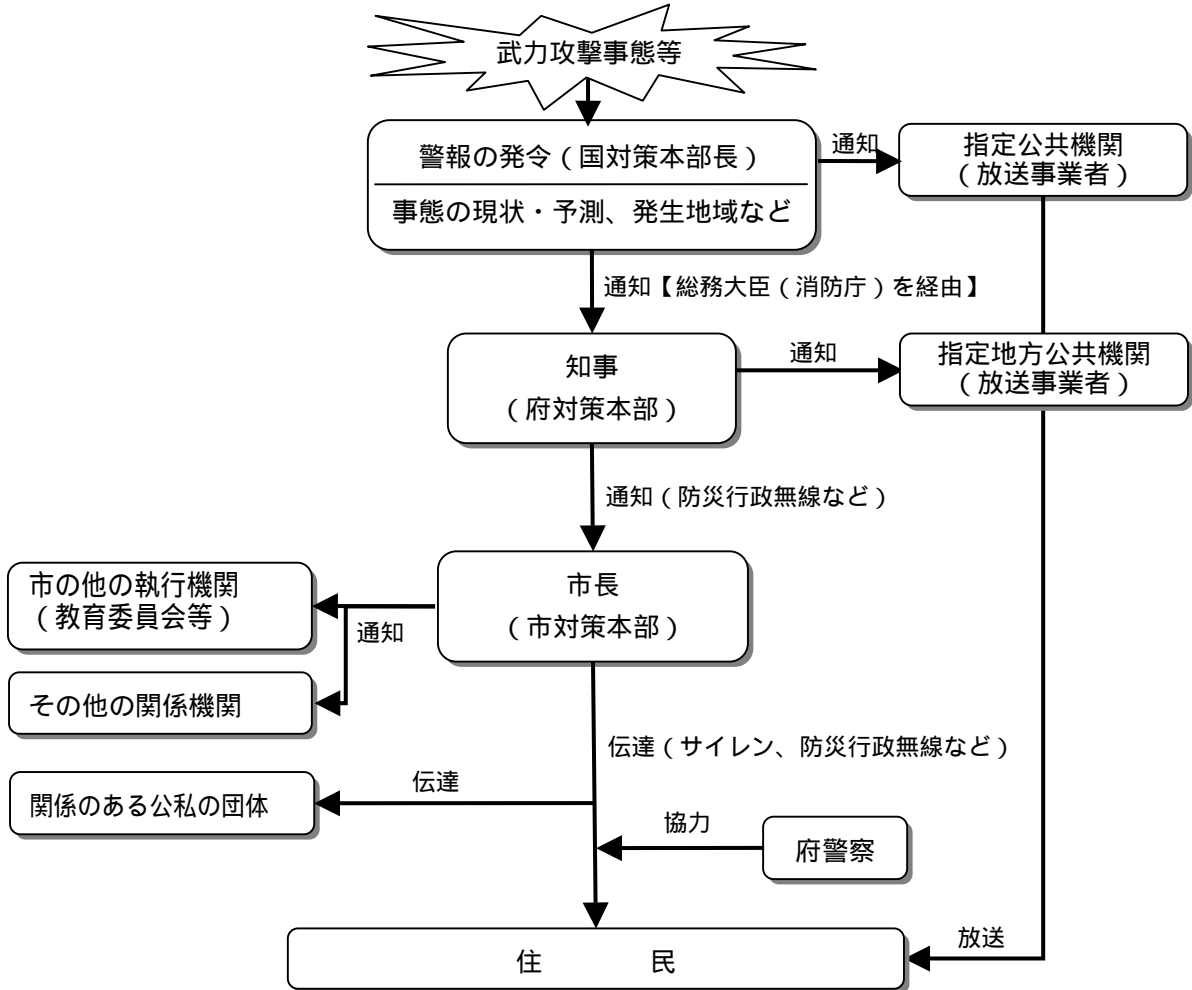 武力攻撃事態等
警報の発令（国対策本部長）
事態の現状・予測、発生地域など
通知
指定公共機関
（放送事業者）
通知【総務大臣（消防庁）を経由】
知事
（府対策本部）
通知
指定地方公共機関
（放送事業者）
通知（防災行政無線など）
市長
（市対策本部）
市の他の執行機関
（教育委員会等）
通知
その他の関係機関
伝達（サイレン、防災行政無線など）
関係のある公私の団体
伝達
協力
府警察
住　　　民
放送